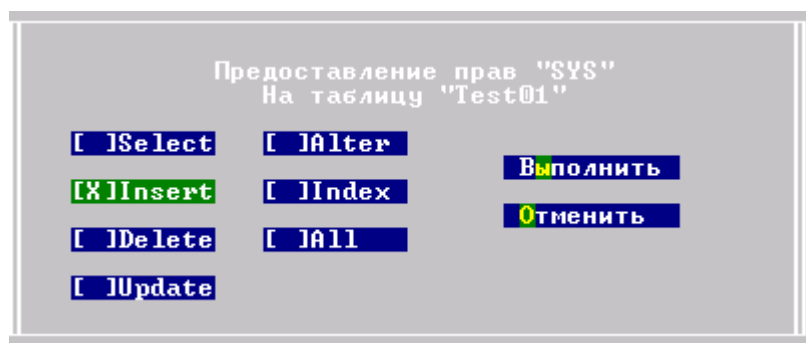 Предоставление прав "SYS"
На таблицу "Test01"
[ ]Select [ ]Alter
Выполнить
[X]Insert [ ]Index
Отменить
[ ]Delete [ ]All
[ ]Update